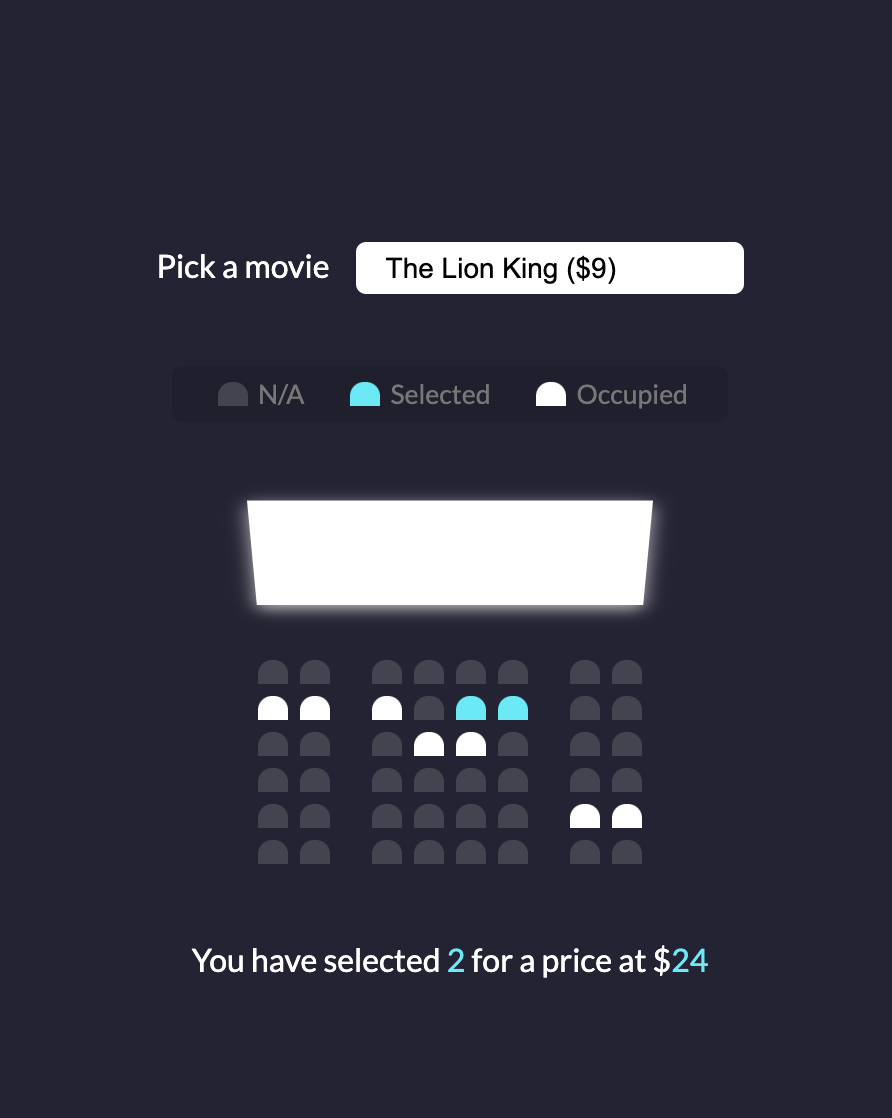 Pick a movie The Lion King ($9)
N/A Selected Occupied
You have selected 2 for a price at $24